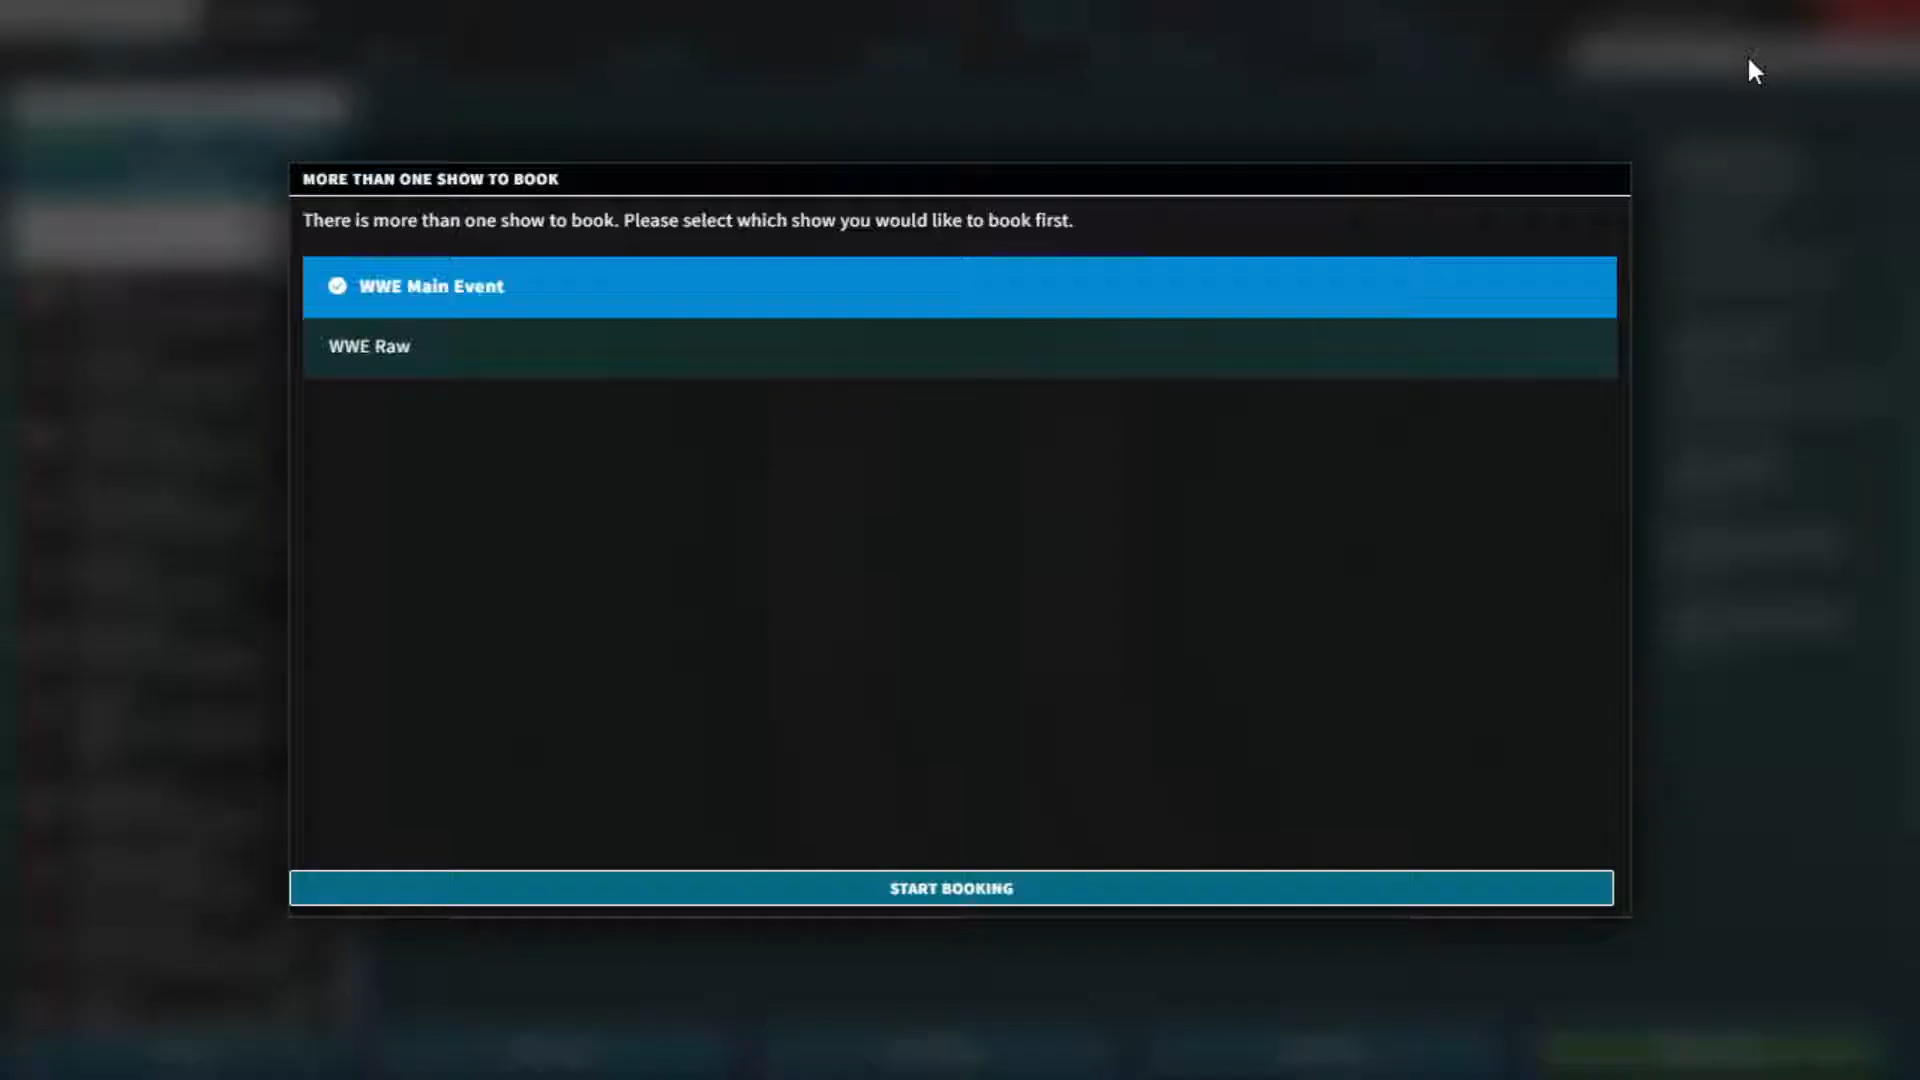 MORE THAN ONE SHOW TO BOOK
There is more than one show to book. Please select which show you would like to book first.
WWE Main Event
WWE Raw
START BOOKING